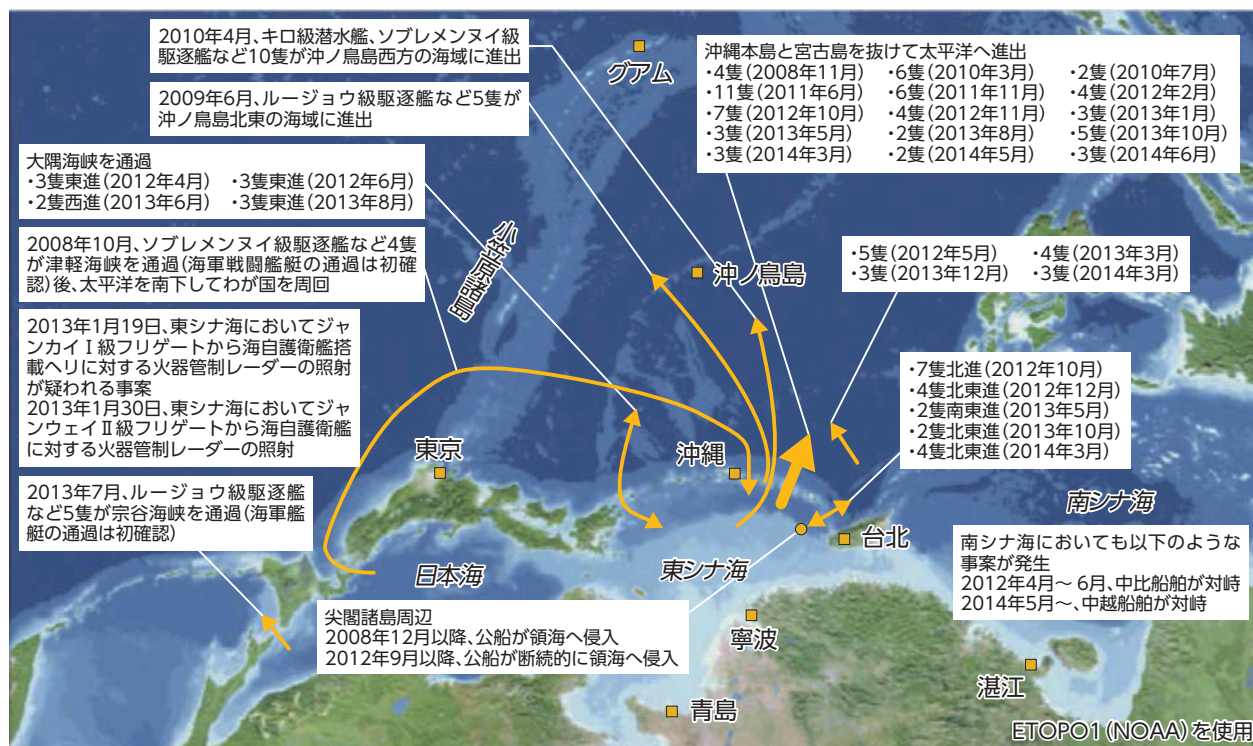 2010年4月、キロ級潜水艦、ソブレメンヌイ級
駆逐艦など10隻が沖ノ鳥島西方の海域に進出
2009年6月、ルージョウ級駆逐艦など5隻が
沖ノ鳥島北東の海域に進出
大隅海峡を通過
・3隻東進(2012年4月) ・3隻東進(2012年6月)
・2隻西進(2013年6月) ・3隻東進(2013年8月)
2008年10月、ソブレメンヌイ級駆逐艦など4隻
が津軽海峡を通過(海軍戦闘艦艇の通過は初確
認)後、太平洋を南下してわが国を周回
2013年1月19日、東シナ海においてジャ
ンカイⅠ級フリゲートから海自護衛艦搭
載ヘリに対する火器管制レーダーの照射
が疑われる事案
2013年1月30日、東シナ海においてジャ
ンウェイⅡ級フリゲートから海自護衛艦
に対する火器管制レーダーの照射
2013年7月、ルージョウ級駆逐艦
など5隻が宗谷海峡を通過(海軍艦
艇の通過は初確認)
沖縄本島と宮古島を抜けて太平洋へ進出
・4隻(2008年11月) ・6隻(2010年3月) ・2隻(2010年7月)
・11隻(2011年6月) ・6隻(2011年11月) ・4隻(2012年2月)
・7隻(2012年10月) ・4隻(2012年11月) ・3隻(2013年1月)
・3隻(2013年5月) ・2隻(2013年8月) ・5隻(2013年10月)
・3隻(2014年3月) ・2隻(2014年5月) ・3隻(2014年6月)
・5隻(2012年5月) ・4隻(2013年3月)
・3隻(2013年12月) ・3隻(2014年3月)
・7隻北進(2012年10月)
・4隻北東進(2012年12月)
・2隻南東進(2013年5月)
・2隻北東進(2013年10月)
・4隻北東進(2014年3月)
グアム
小笠原諸島
沖ノ鳥島
東京
沖縄
台北
南シナ海
日本海
東シナ海
南シナ海においても以下のような
事案が発生
2012年4月〜6月、中比船舶が対峙
2014年5月〜、中越船舶が対峙
尖閣諸島周辺
2008年12月以降、公船が領海へ侵入
2012年9月以降、公船が断続的に領海へ侵入
寧波
湛江
青島
ETOPO1(NOAA)を使用